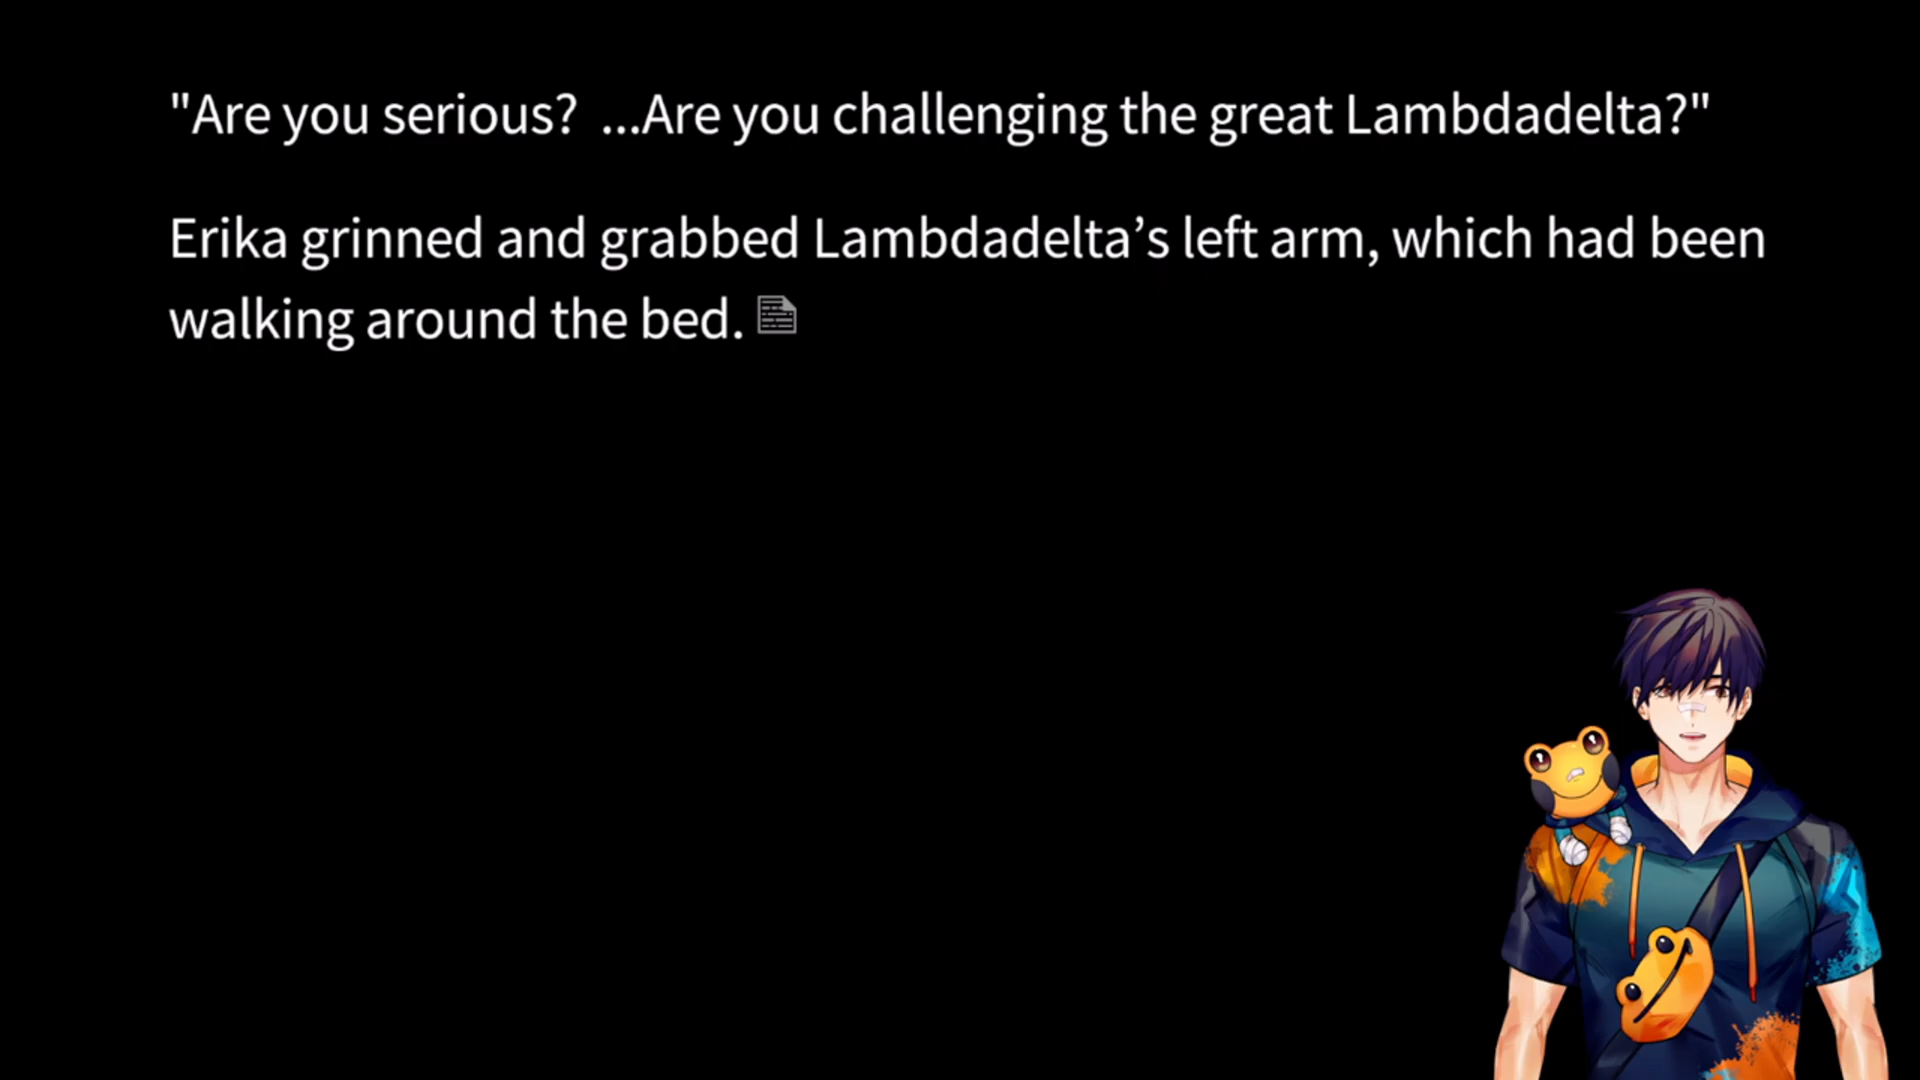 "Are you serious?  ...Are you challenging the great Lambdadelta?"
Erika grinned and grabbed Lambdadelta’s left arm, which had been
walking around the bed.